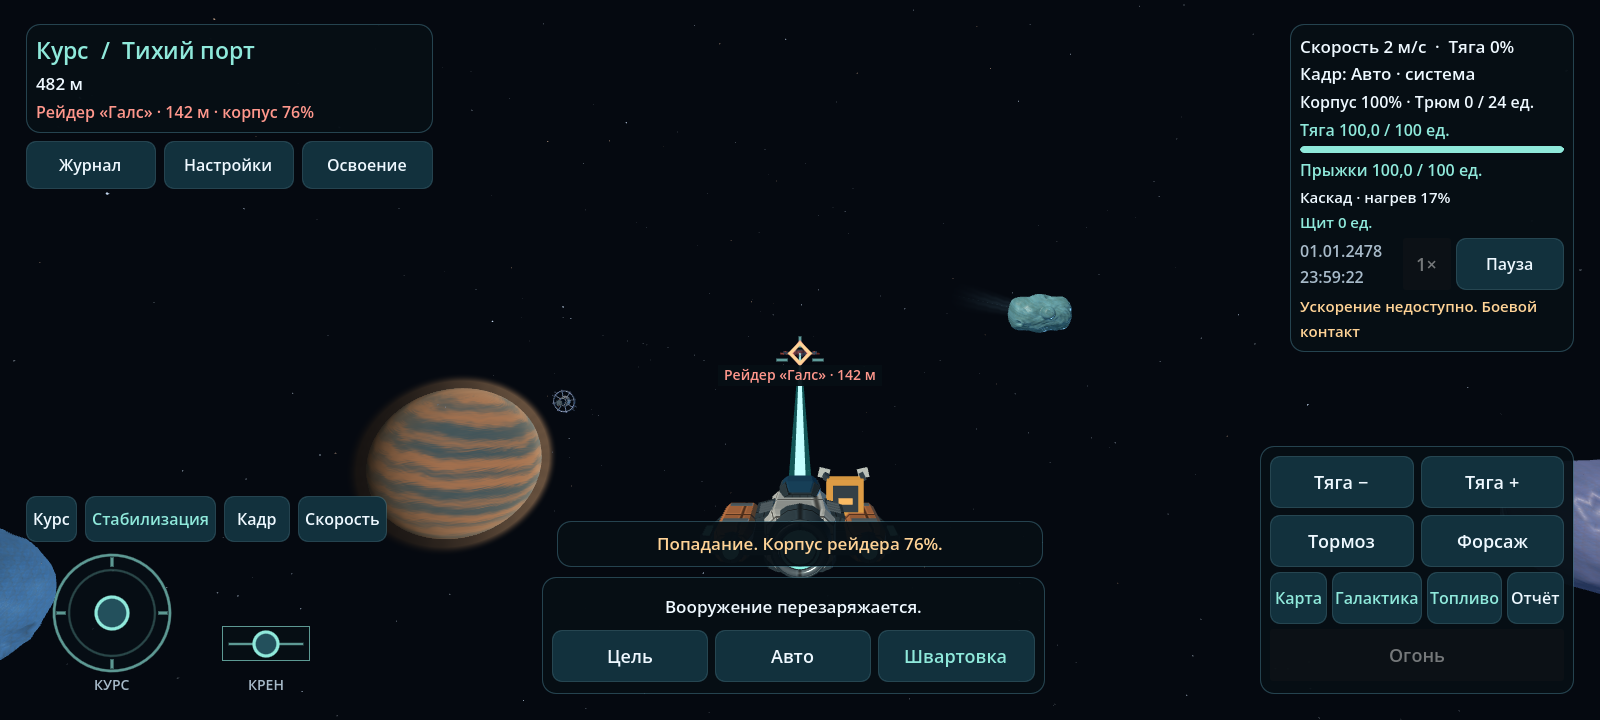 Курс / Тихий порт
482 м
Рейдер «Галс» · 142 м · корпус 76%
Журнал
Настройки
Освоение
Скорость 2 м/с · Тяга 0%
Кадр: Авто · система
Корпус 100% · Трюм 0 / 24 ед.
Тяга 100,0 / 100 ед.
Прыжки 100,0 / 100 ед.
Каскад · нагрев 17%
Щит 0 ед.
01.01.2478
23:59:22
1×
Пауза
Ускорение недоступно. Боевой
контакт
Рейдер «Галс» · 142 м
Курс
Стабилизация
Кадр
Скорость
КУРС
КРЕН
Попадание. Корпус рейдера 76%.
Вооружение перезаряжается.
Цель
Авто
Швартовка
Тяга −
Тяга +
Тормоз
Форсаж
Карта
Галактика
Топливо
Отчёт
Огонь